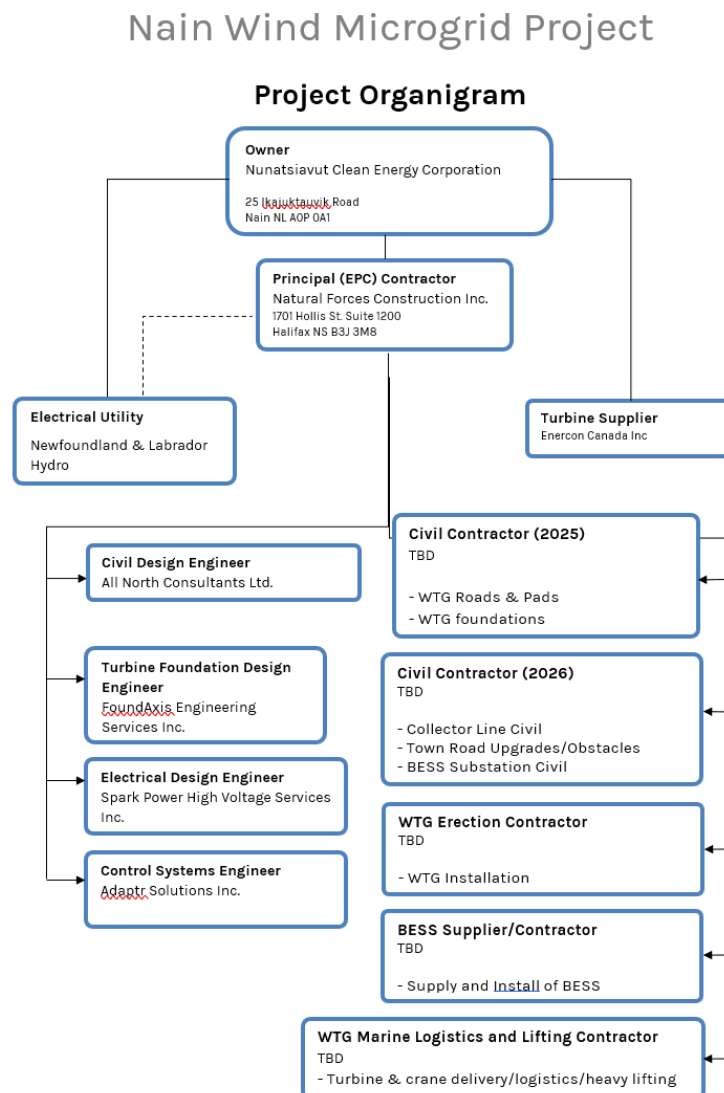 Nain Wind Microgrid Project
Project Organigram
Owner
Nunatsiavut Clean Energy Corporation
25 Ikajuktauvik Road
Nain NL A0P 0A1
Principal (EPC) Contractor
Natural Forces Construction Inc.
1701 Hollis St. Suite 1200
Halifax NS B3J 3M8
Electrical Utility
Newfoundland & Labrador
Hydro
Turbine Supplier
Enercon Canada Inc
Civil Design Engineer
All North Consultants Ltd.
Turbine Foundation Design
Engineer
FoundAxis Engineering
Services Inc.
Electrical Design Engineer
Spark Power High Voltage Services
Inc.
Control Systems Engineer
Adaptr Solutions Inc.
Civil Contractor (2025)
TBD
- WTG Roads & Pads
- WTG foundations
Civil Contractor (2026)
TBD
- Collector Line Civil
- Town Road Upgrades/Obstacles
- BESS Substation Civil
WTG Erection Contractor
TBD
- WTG Installation
BESS Supplier/Contractor
TBD
- Supply and Install of BESS
WTG Marine Logistics and Lifting Contractor
TBD
- Turbine & crane delivery/logistics/heavy lifting